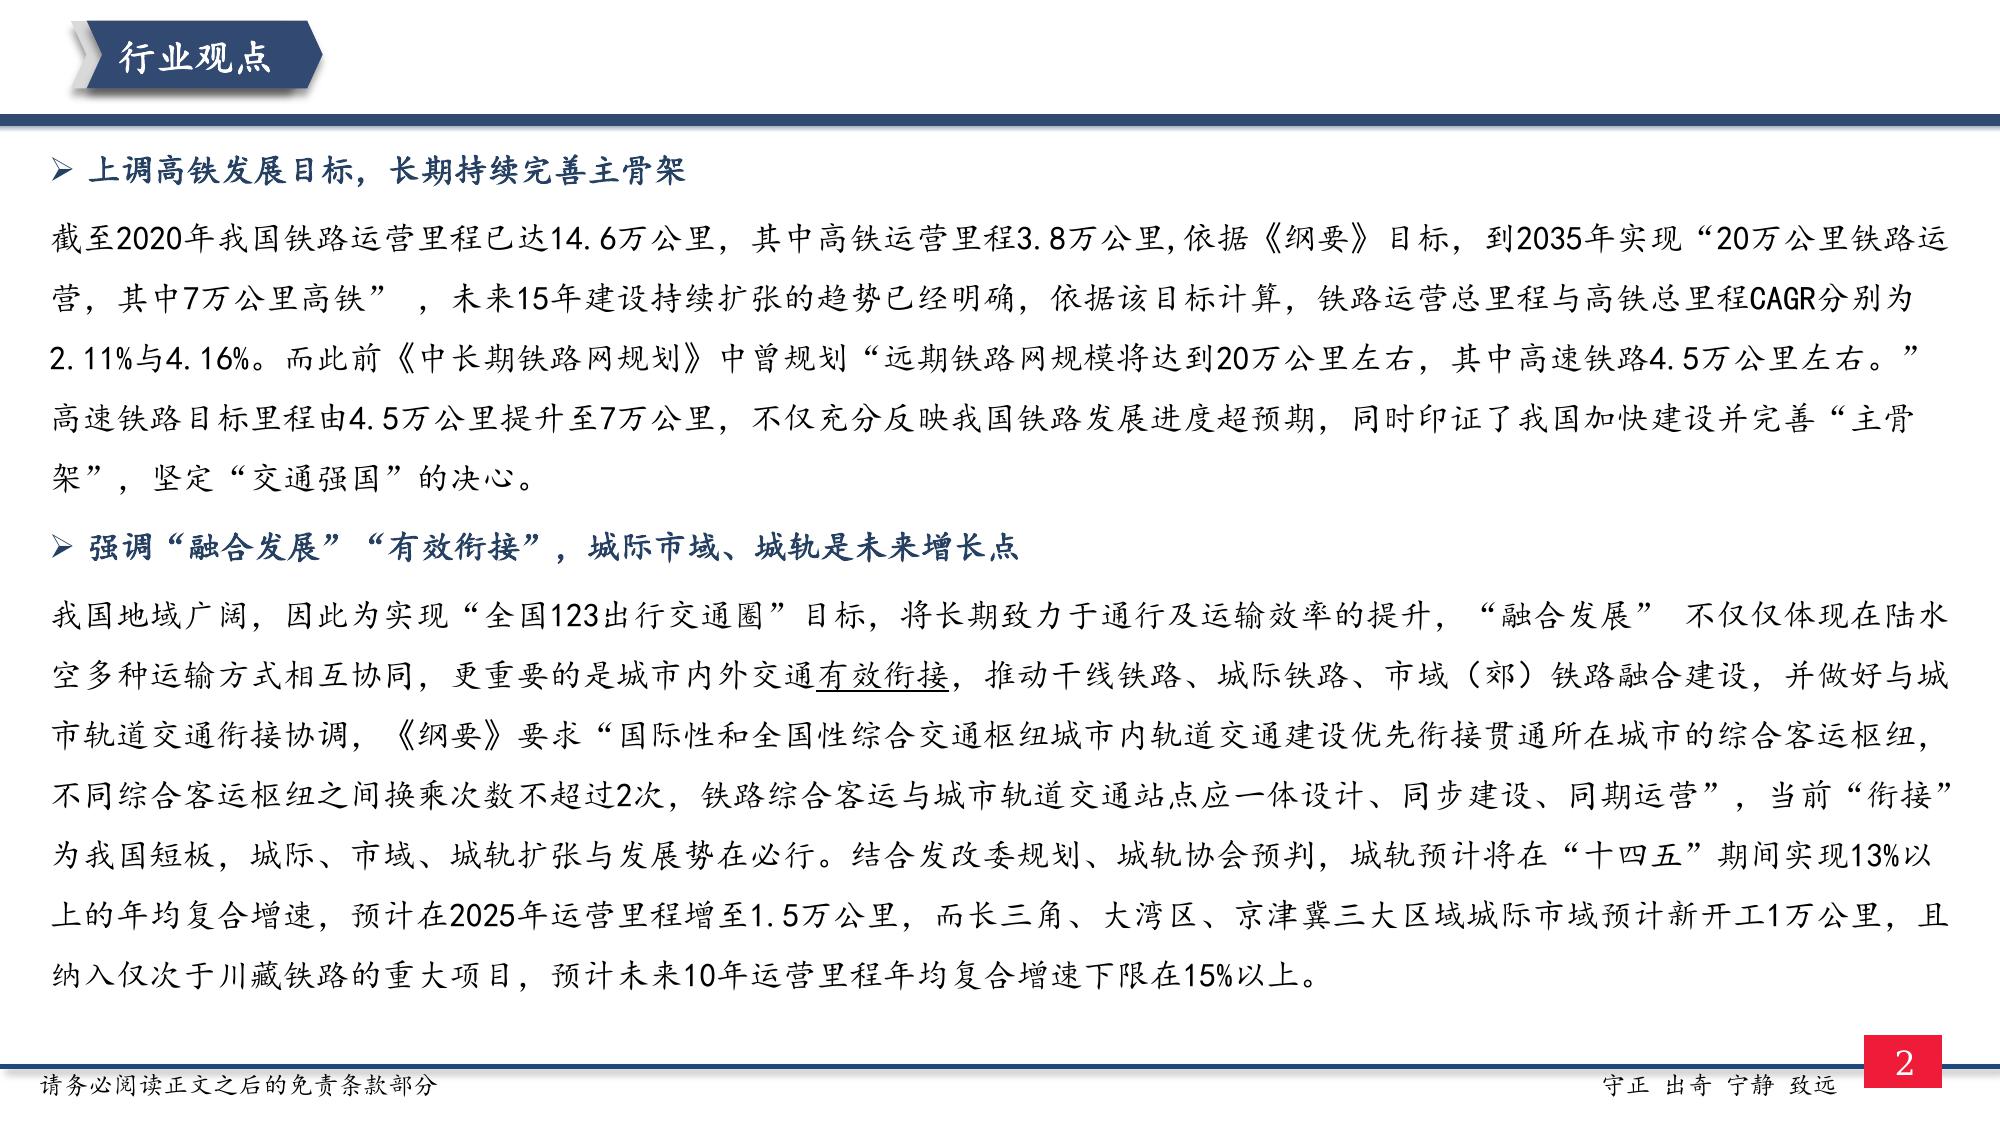 行业观点
上调高铁发展目标，长期持续完善主骨架
截至2020年我国铁路运营里程已达14.6万公里，其中高铁运营里程3.8万公里,依据《纲要》目标，到2035年实现“20万公里铁路运
营，其中7万公里高铁” ，未来15年建设持续扩张的趋势已经明确，依据该目标计算，铁路运营总里程与高铁总里程CAGR分别为
2.11%与4.16%。而此前《中长期铁路网规划》中曾规划“远期铁路网规模将达到20万公里左右，其中高速铁路4.5万公里左右。”
高速铁路目标里程由4.5万公里提升至7万公里，不仅充分反映我国铁路发展进度超预期，同时印证了我国加快建设并完善“主骨
架”，坚定“交通强国”的决心。
强调“融合发展”“有效衔接”，城际市域、城轨是未来增长点
我国地域广阔，因此为实现“全国123出行交通圈”目标，将长期致力于通行及运输效率的提升，“融合发展” 不仅仅体现在陆水
空多种运输方式相互协同，更重要的是城市内外交通有效衔接，推动干线铁路、城际铁路、市域（郊）铁路融合建设，并做好与城
市轨道交通衔接协调，《纲要》要求“国际性和全国性综合交通枢纽城市内轨道交通建设优先衔接贯通所在城市的综合客运枢纽，
不同综合客运枢纽之间换乘次数不超过2次，铁路综合客运与城市轨道交通站点应一体设计、同步建设、同期运营”，当前“衔接”
为我国短板，城际、市域、城轨扩张与发展势在必行。结合发改委规划、城轨协会预判，城轨预计将在“十四五”期间实现13%以
上的年均复合增速，预计在2025年运营里程增至1.5万公里，而长三角、大湾区、京津冀三大区域城际市域预计新开工1万公里，且
纳入仅次于川藏铁路的重大项目，预计未来10年运营里程年均复合增速下限在15%以上。
请务必阅读正文之后的免责条款部分
守正 出奇 宁静 致远
2